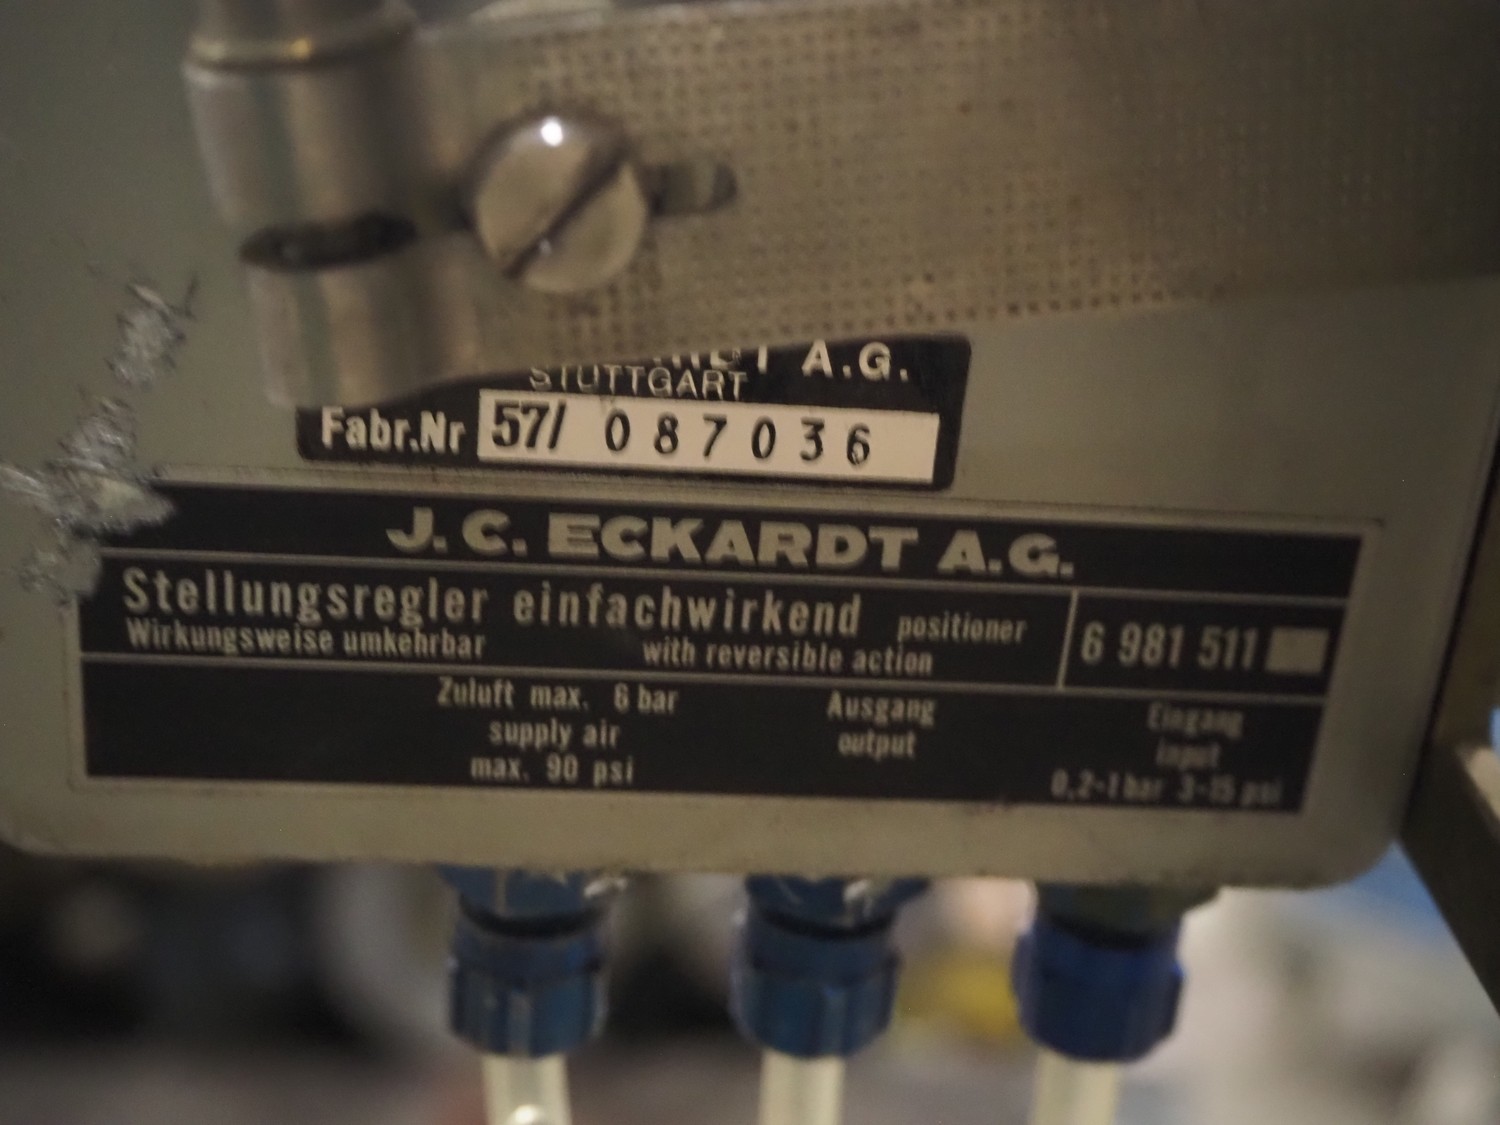 A.G.
STUTTGART
Fabr.Nr 57/ 087036
J.C. ECKARDT A.G.
Stellungsregler einfachwirkend positioner
Wirkungsweise umkehrbar with reversible action
6 981 511
Zuluft max. 6 bar
supply air
max. 90 psi
Ausgang
output
Eingang
input
0,2-1 bar 3-15 psi